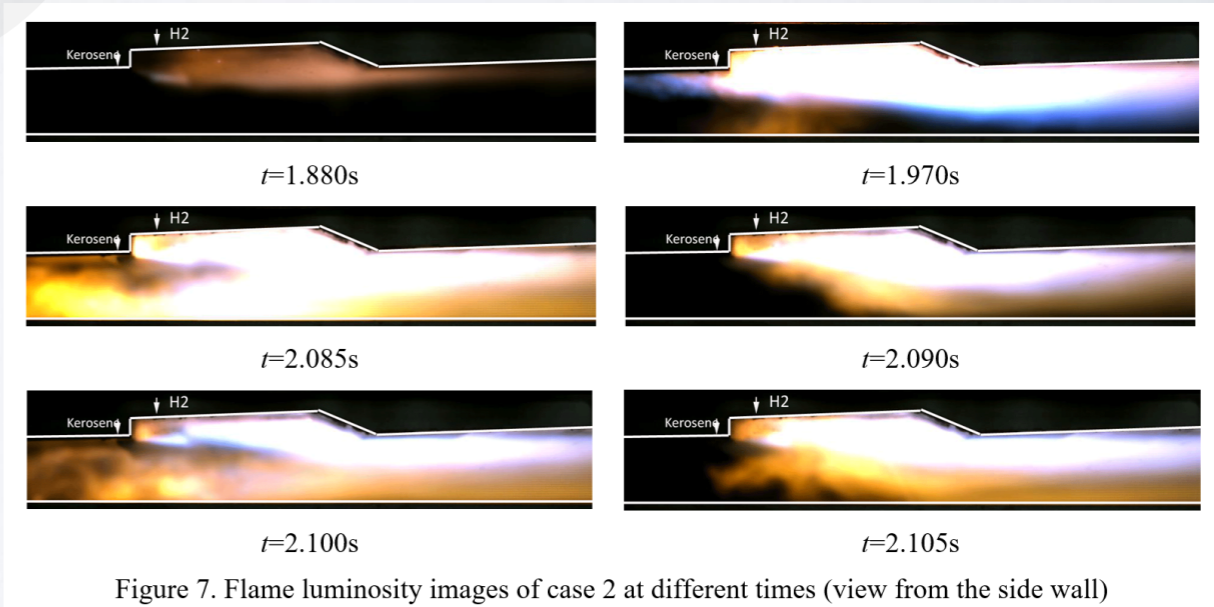 H2
Kerosene
H2
Kerosene
t=1.880s
t=1.970s
H2
Kerosene
H2
Kerosene
t=2.085s
t=2.090s
H2
Kerosene
H2
Kerosene
t=2.100s
t=2.105s
Figure 7. Flame luminosity images of case 2 at different times (view from the side wall)